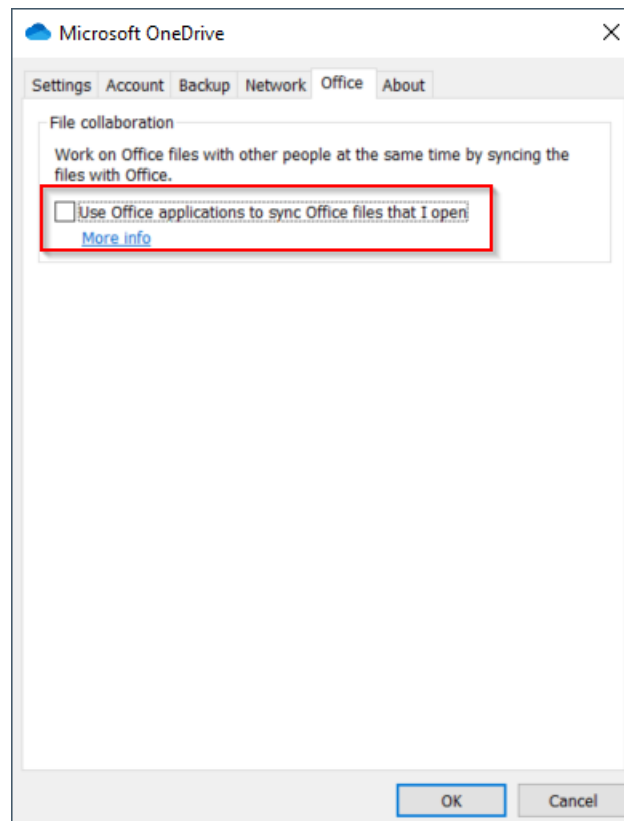 Microsoft OneDrive
Settings Account Backup Network Office About
File collaboration
Work on Office files with other people at the same time by syncing the
files with Office.
Use Office applications to sync Office files that I open
More info
OK Cancel